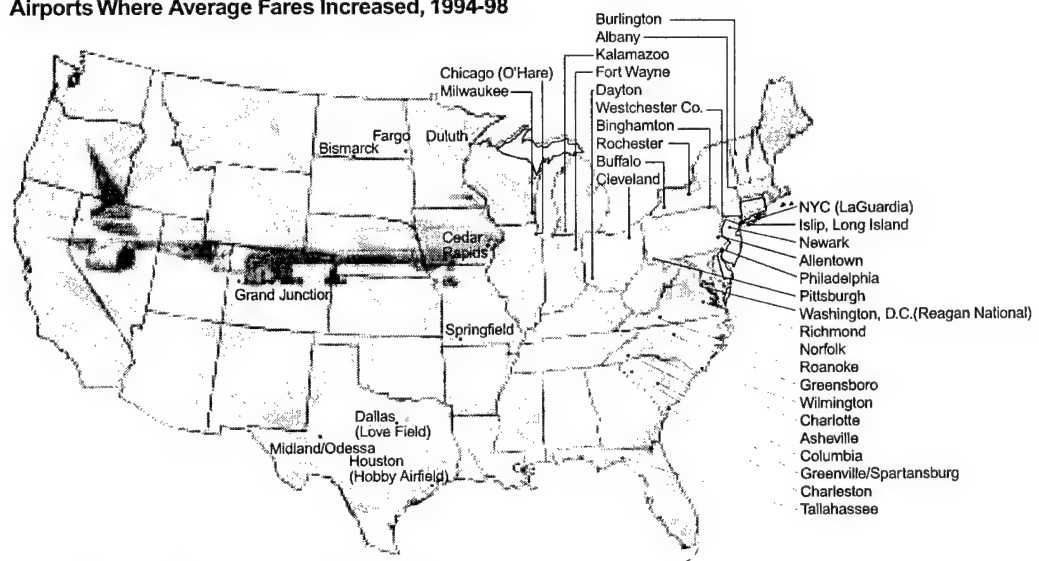 Airports Where Average Fares Increased, 1994-98
Burlington
Albany
Kalamazoo
Chicago (O'Hare)
Fort Wayne
Milwaukee
Dayton
Westchester Co.
Binghamton
Fargo
Duluth
Rochester
Bismarck
Buffalo
Cleveland
NYC (LaGuardia)
Islip, Long Island
Newark
Cedar
Rapids
Allentown
Philadelphia
Grand Junction
Pittsburgh
Washington, D.C.(Reagan National)
Springfield
Richmond
Norfolk
Roanoke
Greensboro
Wilmington
Dallas
(Love Field)
Charlotte
Asheville
Midland/Odessa
Houston
(Hobby Airfield)
Columbia
Greenville/Spartansburg
Charleston
Tallahassee